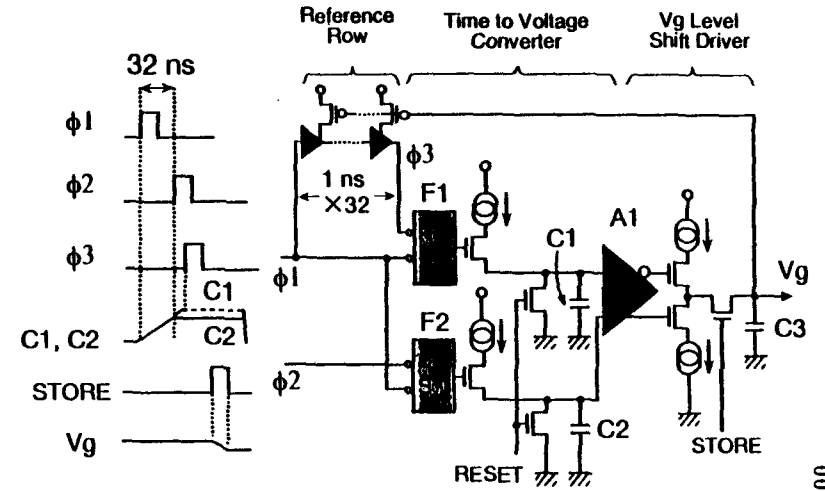 Reference Row
Time to Voltage Converter
Vg Level Shift Driver
32 ns
ϕ1
ϕ2
ϕ3
C1
C2
C1, C2
STORE
Vg
ϕ3
1 ns
×32
F1
C1
A1
Vg
ϕ1
F2
C3
ϕ2
C2
STORE
RESET